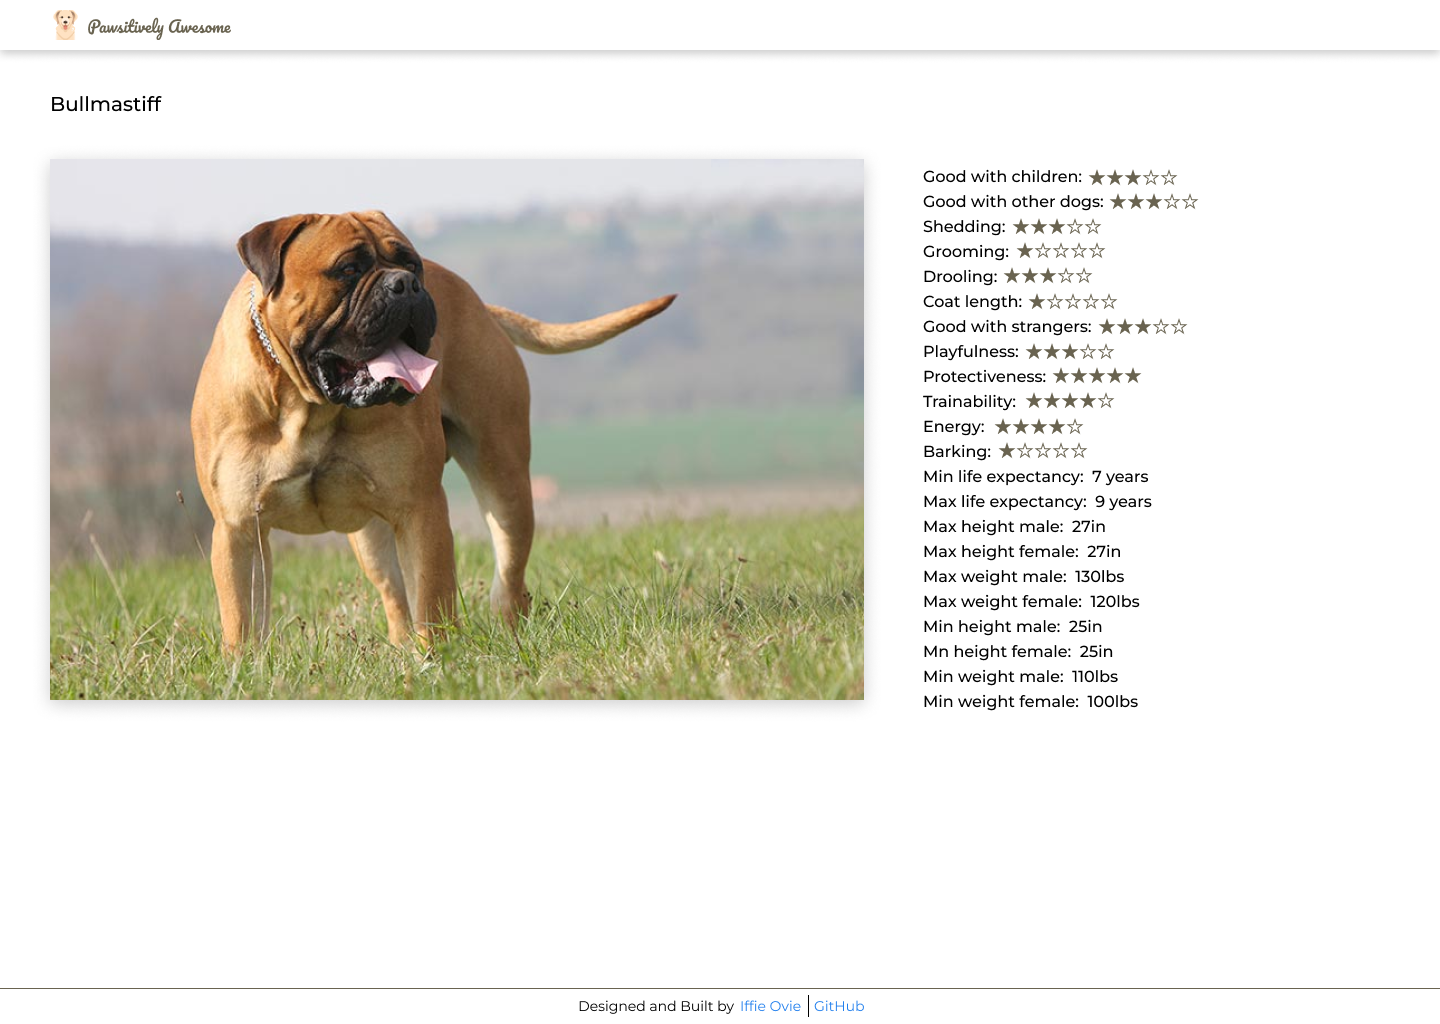 Pawsitively Awesome
Bullmastiff
Good with children: ★★★☆☆
Good with other dogs: ★★★☆☆
Shedding: ★★★☆☆
Grooming: ★☆☆☆☆
Drooling: ★★★☆☆
Coat length: ★☆☆☆☆
Good with strangers: ★★★☆☆
Playfulness: ★★★☆☆
Protectiveness: ★★★★★
Trainability: ★★★★☆
Energy: ★★★★☆
Barking: ★☆☆☆☆
Min life expectancy: 7 years
Max life expectancy: 9 years
Max height male: 27in
Max height female: 27in
Max weight male: 130lbs
Max weight female: 120lbs
Min height male: 25in
Mn height female: 25in
Min weight male: 110lbs
Min weight female: 100lbs
Designed and Built by Iffie Ovie | GitHub